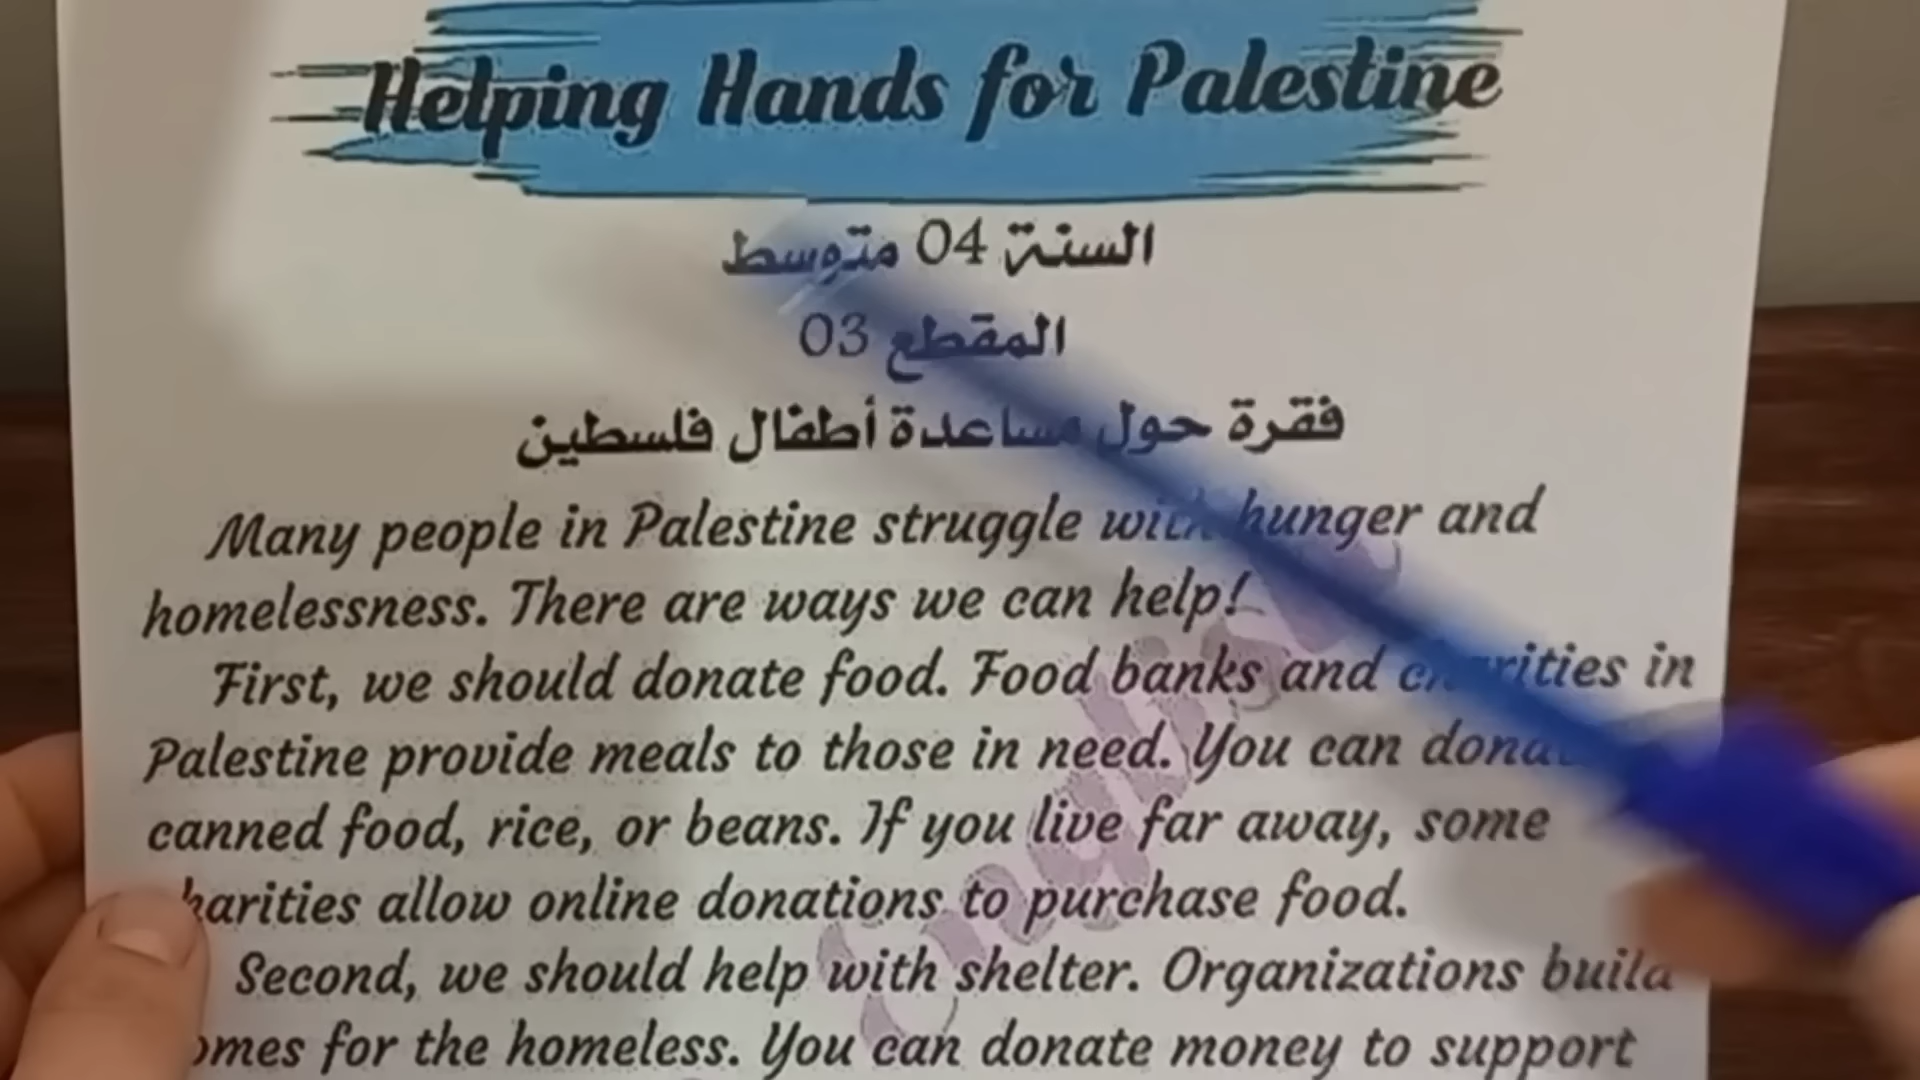 Helping Hands for Palestine
السنة 04 متوسط
المقطع 03
فقرة حول مساعدة أطفال فلسطين
Many people in Palestine struggle with hunger and
homelessness. There are ways we can help!
First, we should donate food. Food banks and charities in
Palestine provide meals to those in need. You can
canned food, rice, or beans. If you live far away, some
harities allow online donations to purchase food.
Second, we should help with shelter. Organizations build
omes for the homeless. You can donate money to support